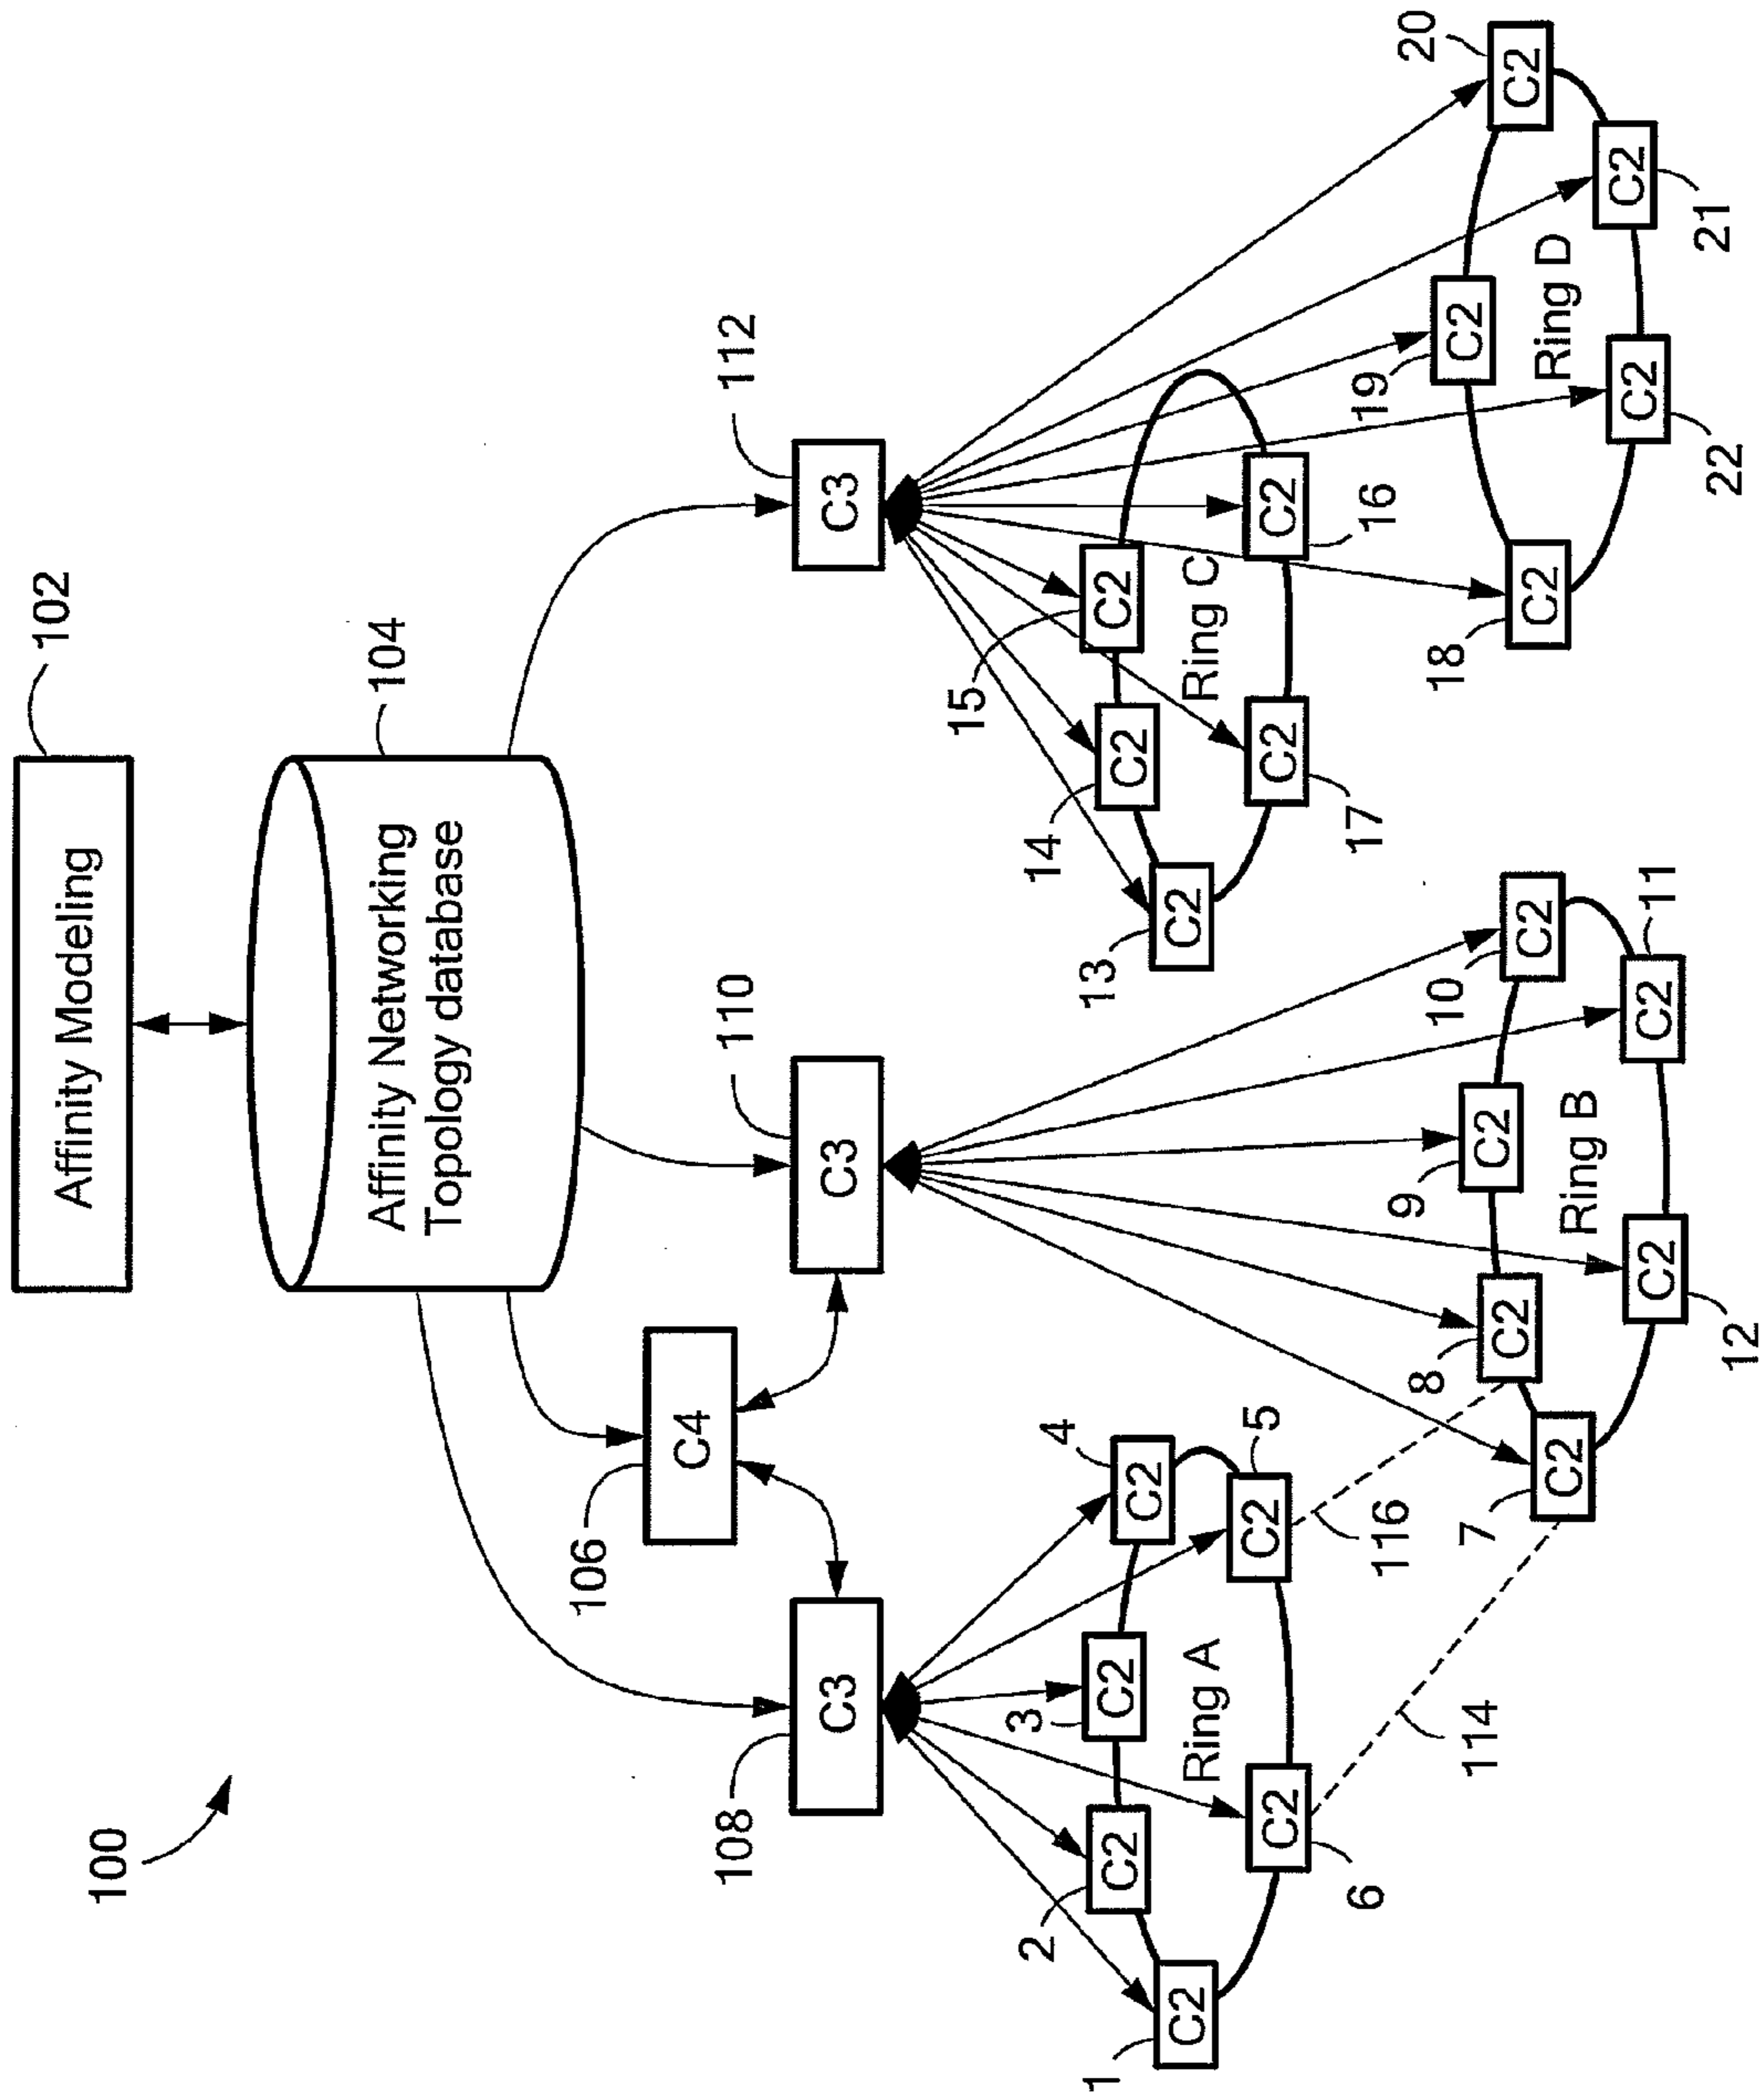 100
Affinity Modeling
102
Affinity Networking
Topology database
104
C4
106
C3
108
C3
110
C3
112
C2
1
C2
2
C2
3
C2
4
C2
5
C2
6
Ring A
114
116
C2
7
C2
8
C2
9
C2
10
C2
11
C2
12
Ring B
C2
13
C2
14
C2
15
C2
16
C2
17
Ring C
C2
18
C2
19
C2
20
C2
21
C2
22
Ring D